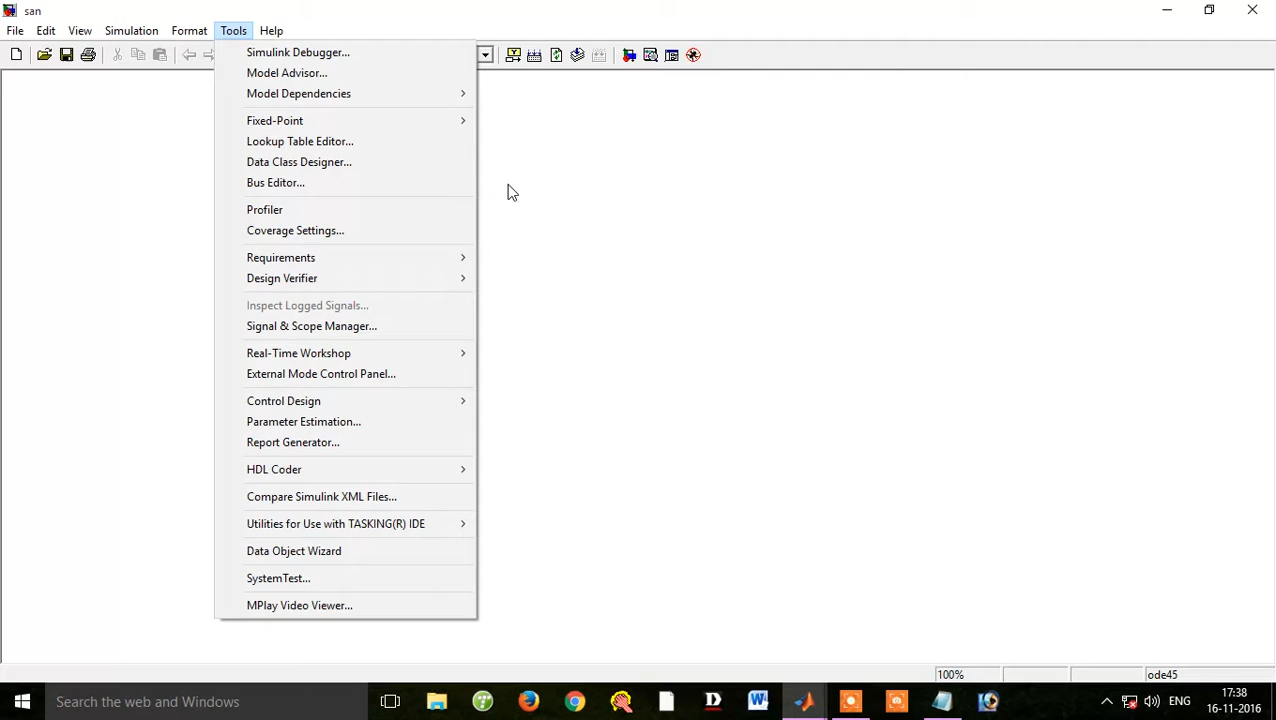 san
File Edit View Simulation Format Tools Help
Simulink Debugger...
Model Advisor...
Model Dependencies
Fixed-Point
Lookup Table Editor...
Data Class Designer...
Bus Editor...
Profiler
Coverage Settings...
Requirements
Design Verifier
Inspect Logged Signals...
Signal & Scope Manager...
Real-Time Workshop
External Mode Control Panel...
Control Design
Parameter Estimation...
Report Generator...
HDL Coder
Compare Simulink XML Files...
Utilities for Use with TASKING(R) IDE
Data Object Wizard
SystemTest...
MPlay Video Viewer...
100% ode45
Search the web and Windows
ENG
17:38
16-11-2016